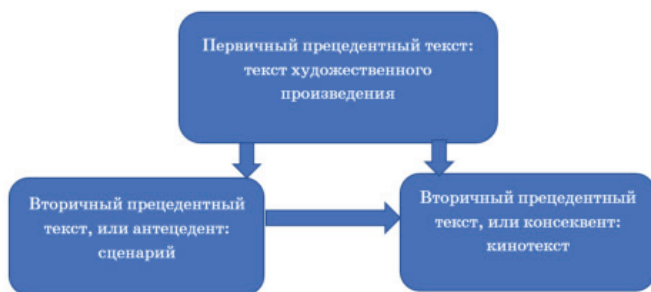 Первичный прецедентный текст:
текст художественного
произведения
Вторичный прецедентный
текст, или антецедент:
сценарий
Вторичный прецедентный
текст, или консеквент:
кинотекст